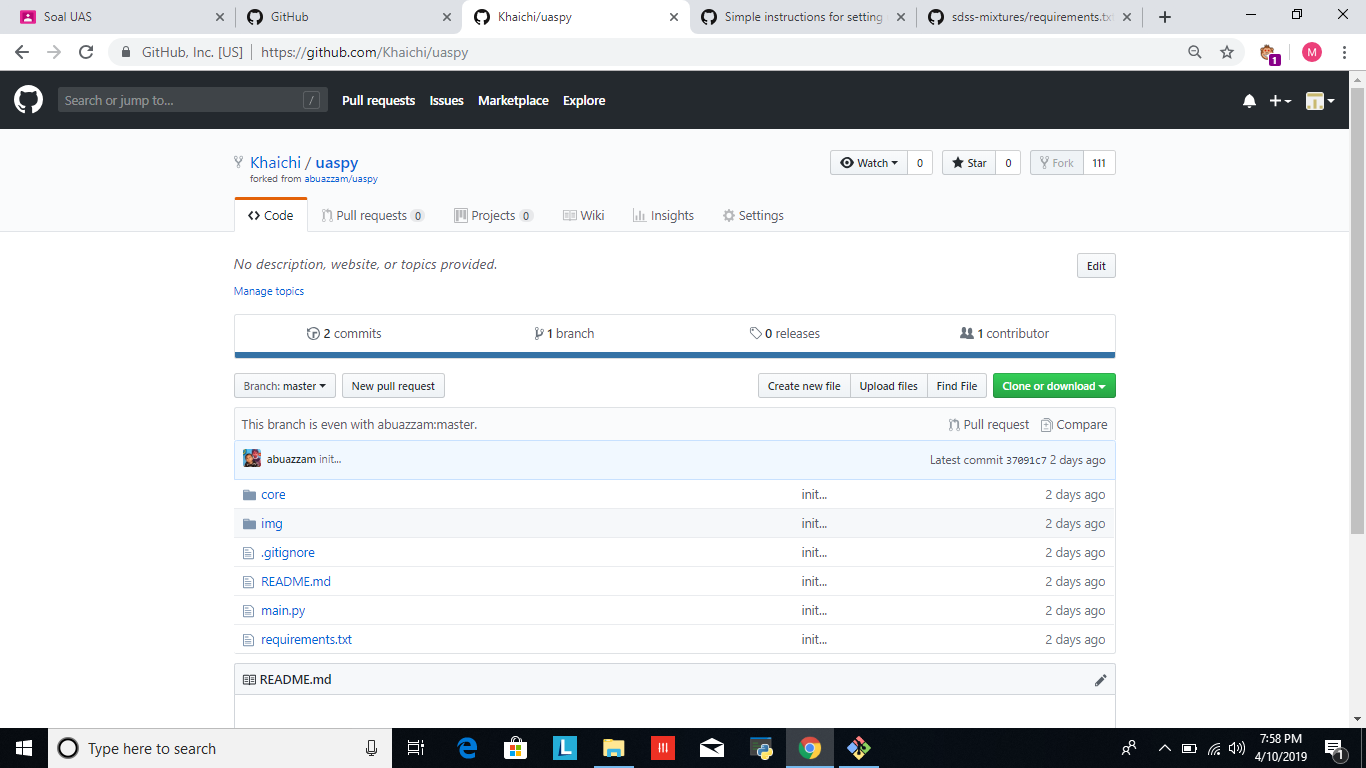 Soal UAS
GitHub
Khaichi/uaspy
Simple instructions for setting
sdss-mixtures/requirements.tx
GitHub, Inc. [US]
https://github.com/Khaichi/uaspy
1
M
Search or jump to...
/
Pull requests
Issues
Marketplace
Explore
Khaichi / uaspy
forked from abuazzam/uaspy
Watch
0
Star
0
Fork
111
Code
Pull requests 0
Projects 0
Wiki
Insights
Settings
No description, website, or topics provided.
Edit
Manage topics
2 commits
1 branch
0 releases
1 contributor
Branch: master
New pull request
Create new file
Upload files
Find File
Clone or download
This branch is even with abuazzam:master.
Pull request
Compare
abuazzam init...
Latest commit 37091c7 2 days ago
core
init...
2 days ago
img
init...
2 days ago
.gitignore
init...
2 days ago
README.md
init...
2 days ago
main.py
init...
2 days ago
requirements.txt
init...
2 days ago
README.md
Type here to search
L
7:58 PM
4/10/2019
1